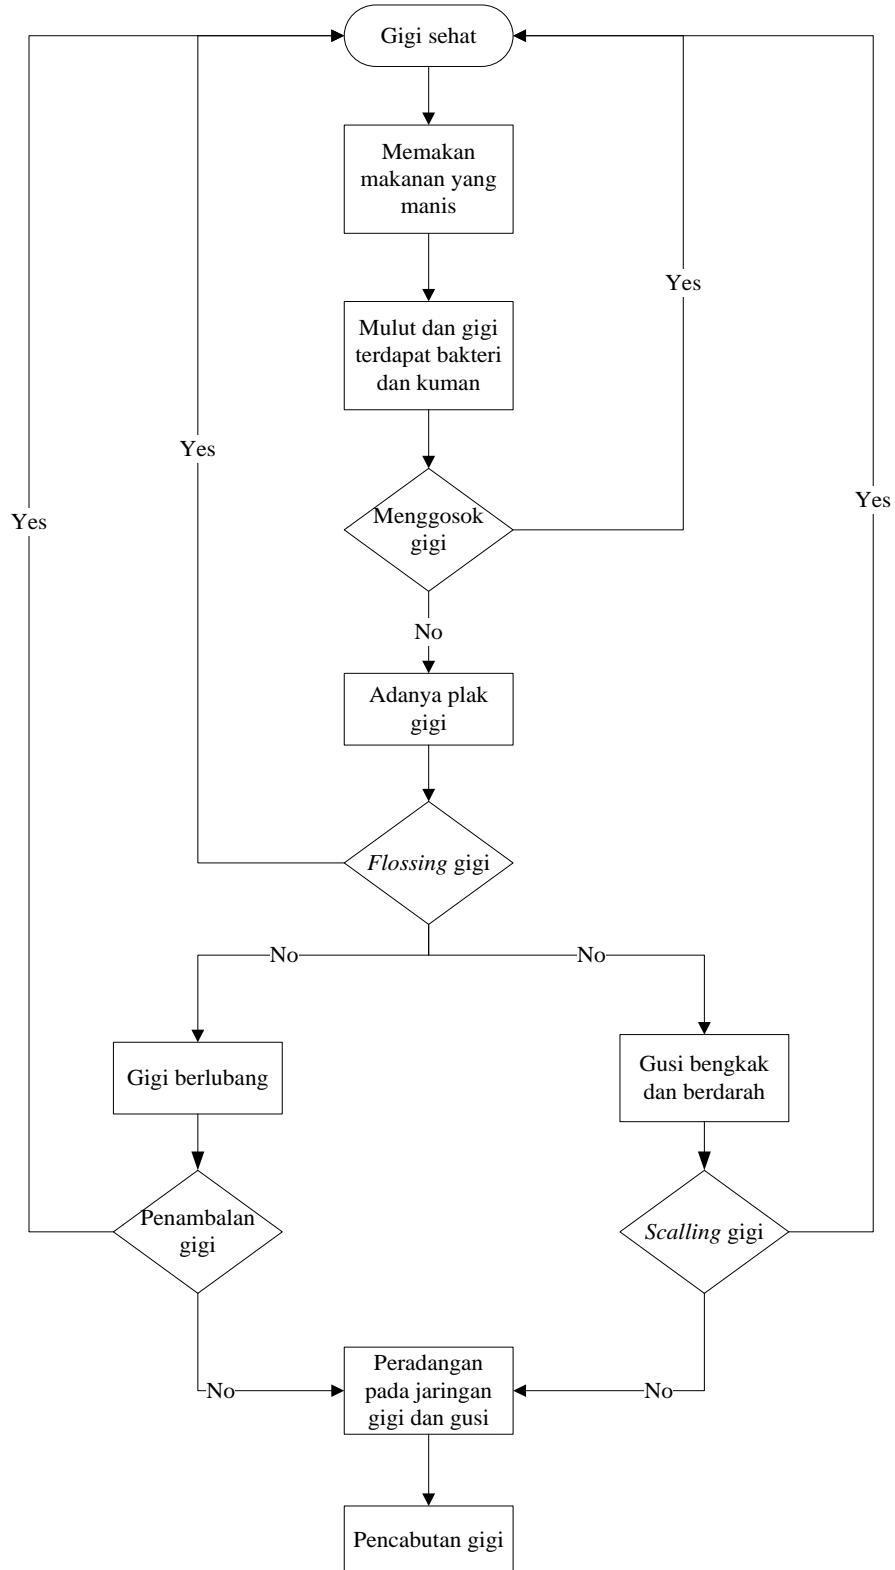 Gigi sehat
Memakan
makanan yang
manis
Yes
Mulut dan gigi
terdapat bakteri
dan kuman
Yes
Yes
Yes
Menggosok
gigi
No
Adanya plak
gigi
Flossing gigi
No
No
Gigi berlubang
Gusi bengkak
dan berdarah
Penambalan
gigi
Scalling gigi
Peradangan
pada jaringan
gigi dan gusi
No
No
Pencabutan gigi